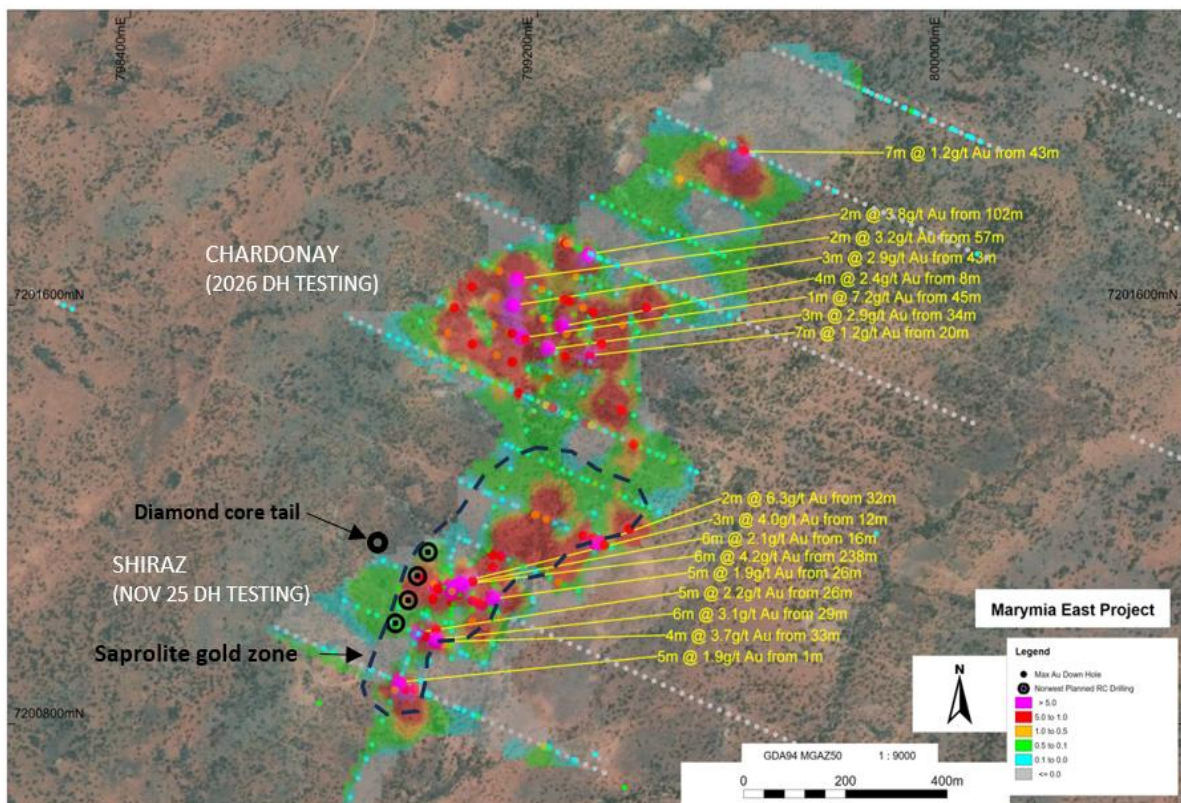 798400mE
799200mE
800000mE
7m @ 1.2g/t Au from 43m
2m @ 3.8g/t Au from 102m
2m @ 3.2g/t Au from 57m
3m @ 2.9g/t Au from 43m
4m @ 2.4g/t Au from 8m
1m @ 7.2g/t Au from 45m
3m @ 2.9g/t Au from 34m
7m @ 1.2g/t Au from 20m
CHARDONAY
(2026 DH TESTING)
7201600mN
7201600mN
2m @ 6.3g/t Au from 32m
3m @ 4.0g/t Au from 12m
6m @ 2.1g/t Au from 16m
6m @ 4.2g/t Au from 238m
5m @ 1.9g/t Au from 26m
5m @ 2.2g/t Au from 26m
6m @ 3.1g/t Au from 29m
4m @ 3.7g/t Au from 33m
5m @ 1.9g/t Au from 1m
Diamond core tail
SHIRAZ
(NOV 25 DH TESTING)
Saprolite gold zone
7200800mN
Marymia East Project
N
Legend
Max Au Down Hole
Norwest Planned RC Drilling
> 5.0
5.0 to 1.0
1.0 to 0.5
0.5 to 0.1
0.1 to 0.0
<= 0.0
GDA94 MGAZ50 1 : 9000
0 200 400m